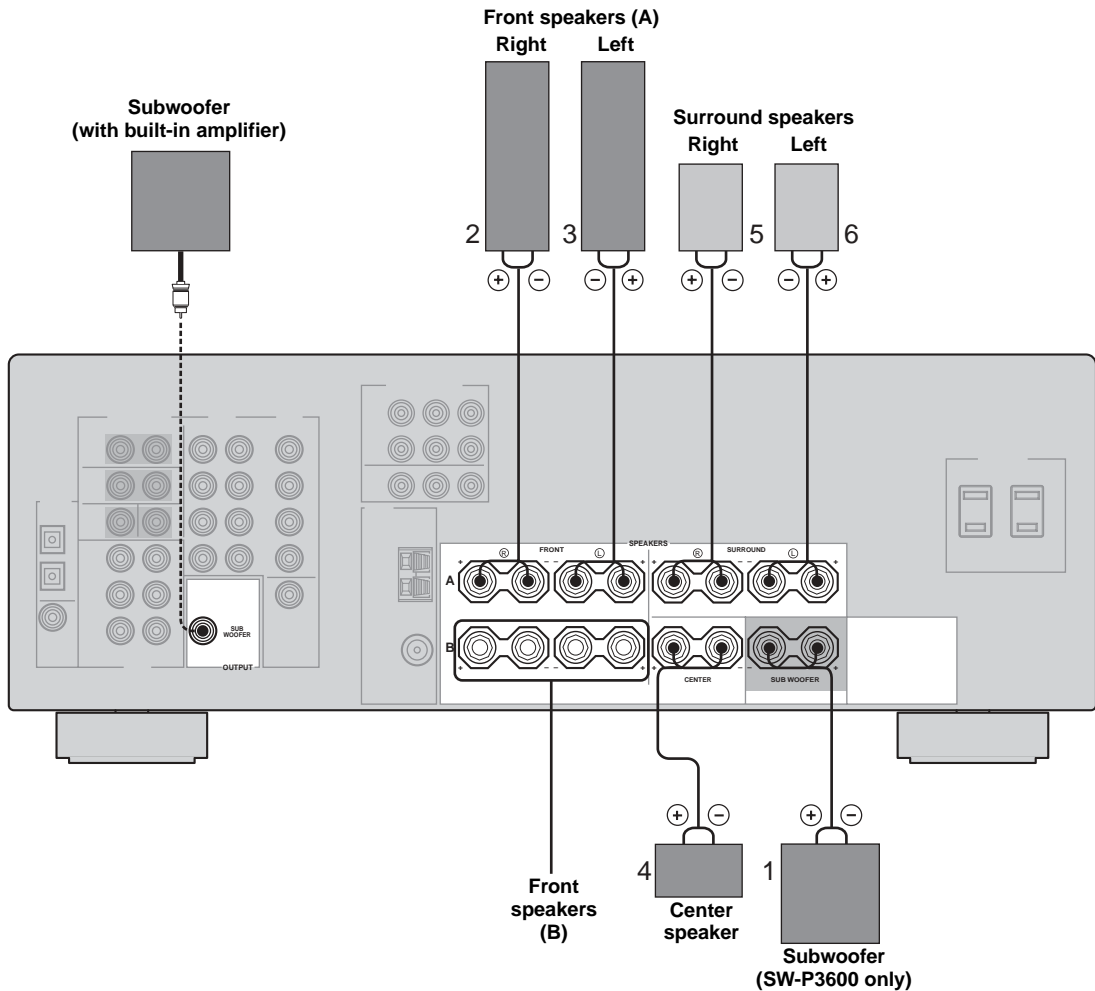 Front speakers (A)
Right Left
Subwoofer
(with built-in amplifier)
Surround speakers
Right Left
2 3 5 6
+ − − + + − − +
SPEAKERS
R FRONT L R SURROUND L
+ − − + + − − +
A
SUB
WOOFER
OUTPUT
B
+ − − + + − − +
CENTER SUB WOOFER
+ − + −
4 1
Front
speakers
(B)
Center
speaker
Subwoofer
(SW-P3600 only)